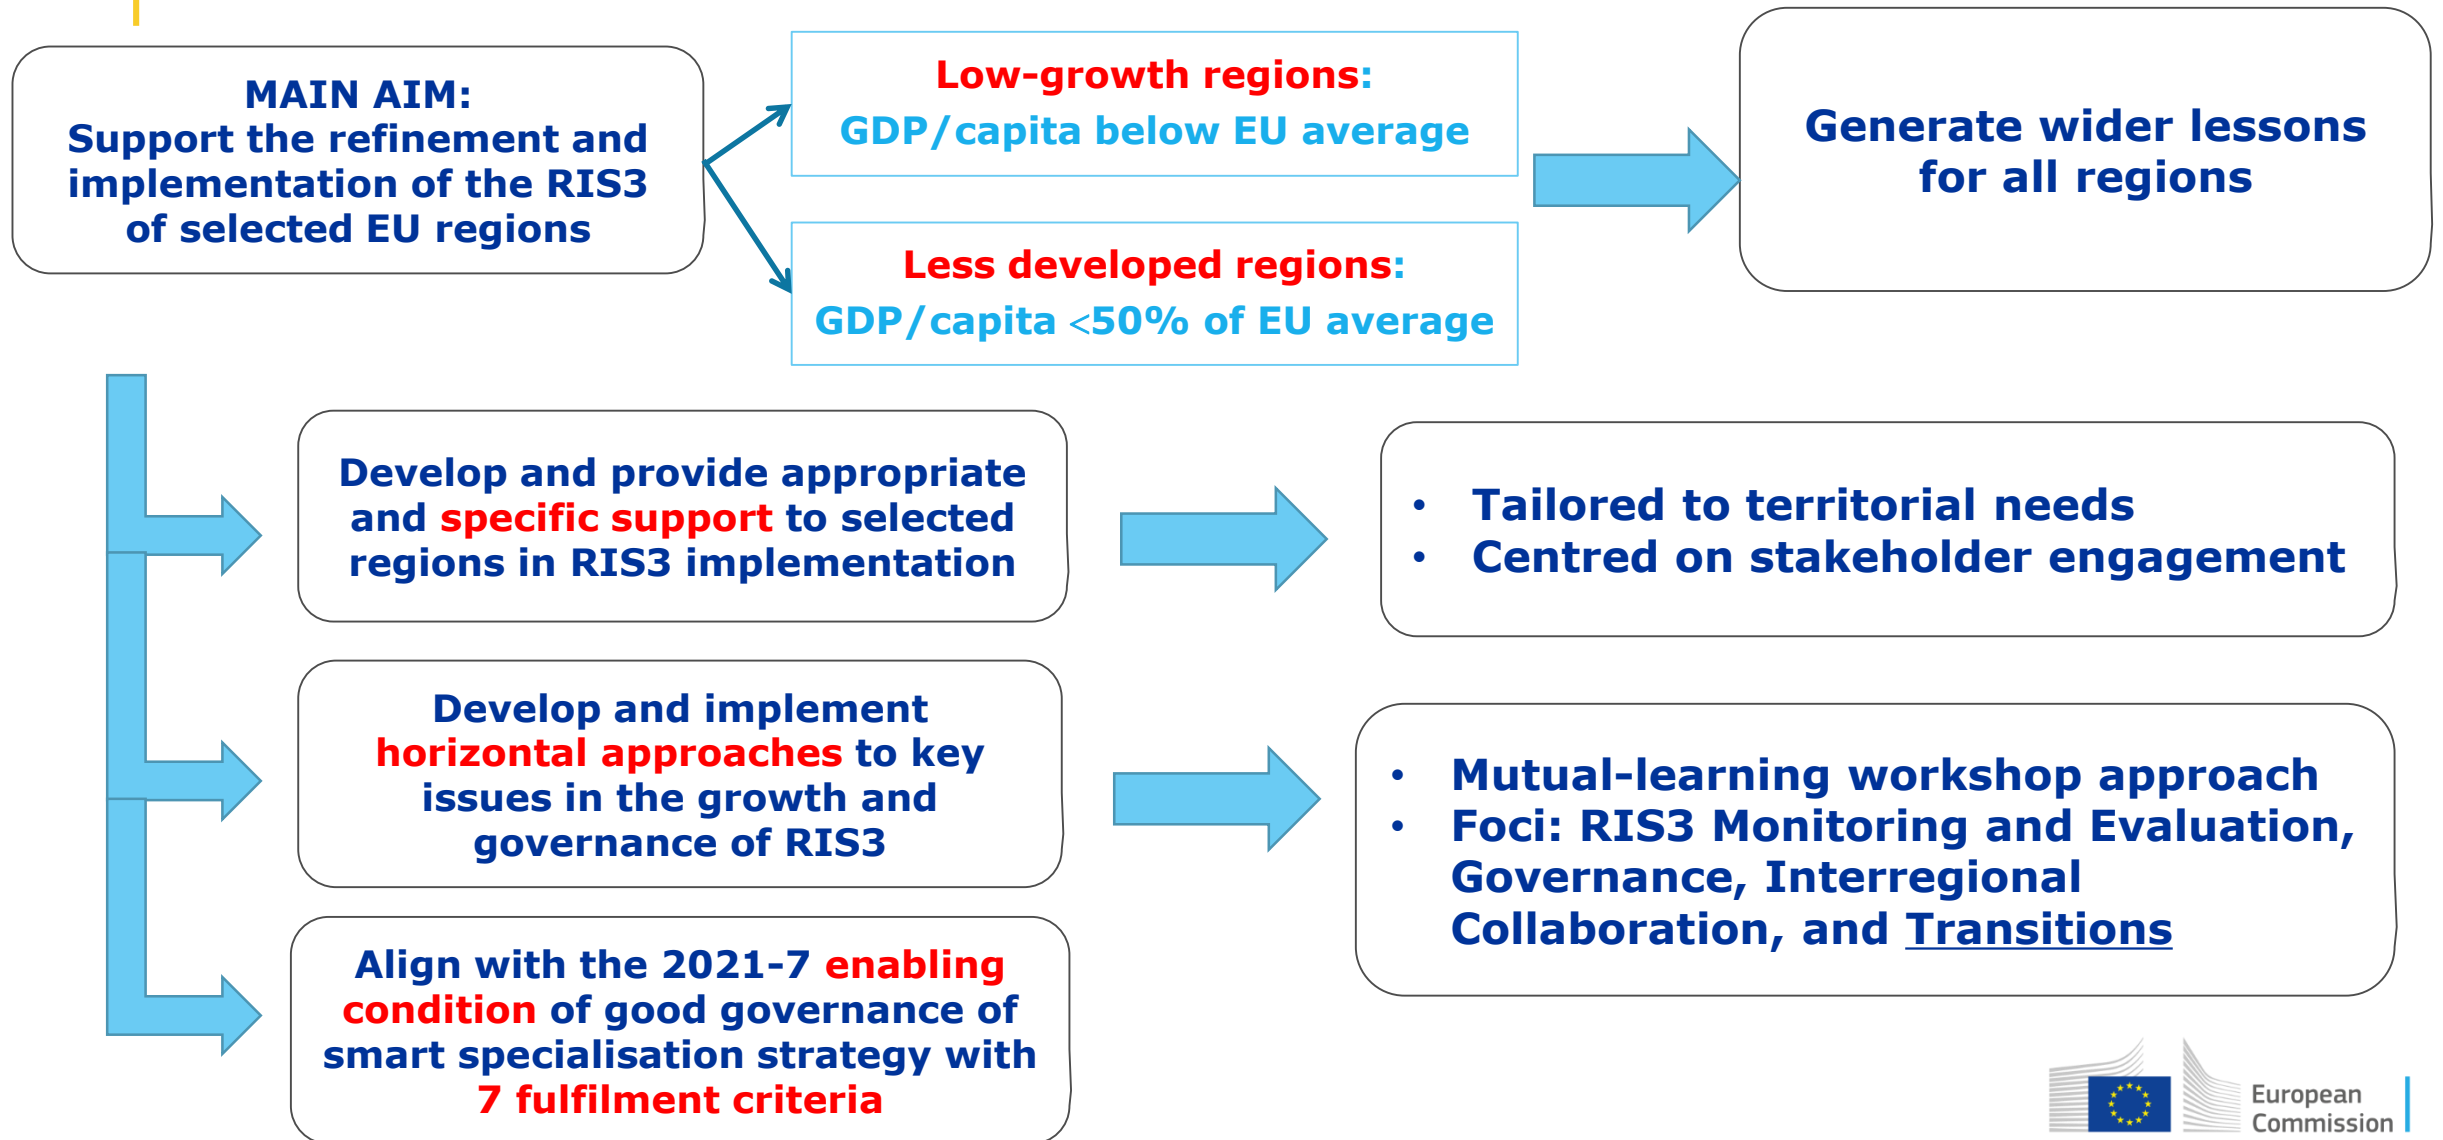 MAIN AIM:
Support the refinement and
implementation of the RIS3
of selected EU regions
Low-growth regions:
GDP/capita below EU average
Less developed regions:
GDP/capita <50% of EU average
Generate wider lessons
for all regions
Develop and provide appropriate
and specific support to selected
regions in RIS3 implementation
• Tailored to territorial needs
• Centred on stakeholder engagement
Develop and implement
horizontal approaches to key
issues in the growth and
governance of RIS3
• Mutual-learning workshop approach
• Foci: RIS3 Monitoring and Evaluation,
Governance, Interregional
Collaboration, and Transitions
Align with the 2021-7 enabling
condition of good governance of
smart specialisation strategy with
7 fulfilment criteria
European
Commission